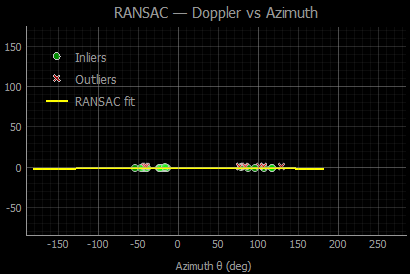 RANSAC — Doppler vs Azimuth
Inliers
Outliers
RANSAC fit
150
100
50
0
-50
-150 -100 -50 0 50 100 150 200 250
Azimuth θ (deg)